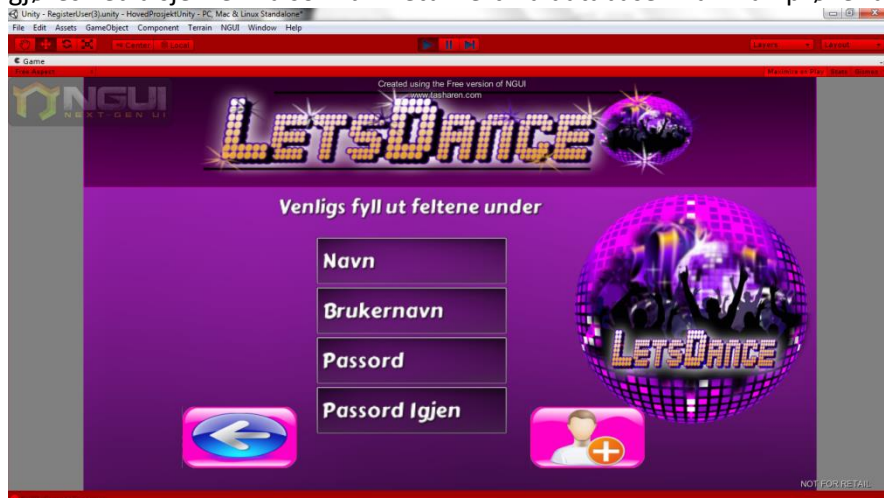 Unity - RegisterUser(3).unity - HovedProsjektUnity - PC, Mac & Linux Standalone*
File Edit Assets GameObject Component Terrain NGUI Window Help
Center Local
Layers Layout
Game
Free Aspect
Maximize on Play Stats Gizmos
Created using the Free version of NGUI
www.tasharen.com
NGUI
NEXT-GEN UI
LETSDANCE
Venligs fyll ut feltene under
Navn
Brukernavn
Passord
Passord Igjen
LETSDANCE
NOT FOR RETAIL